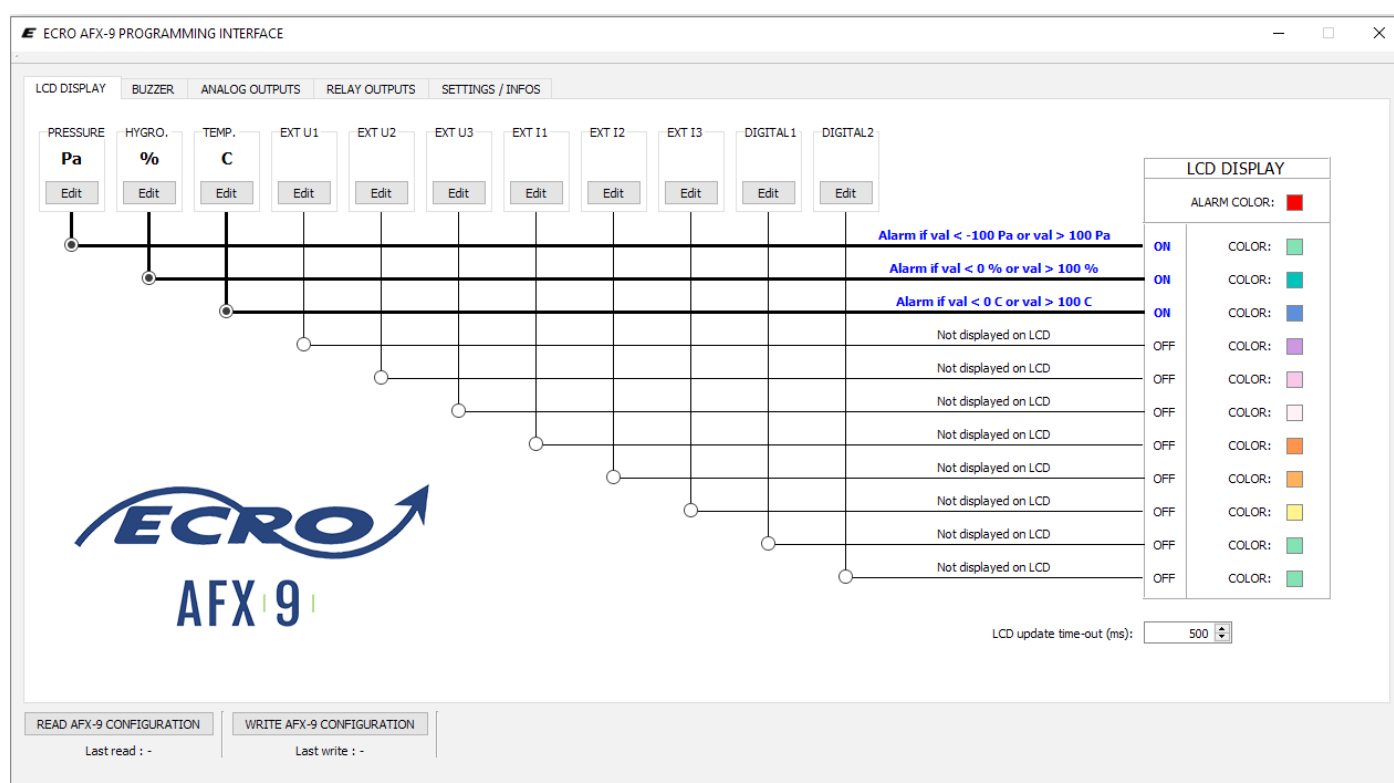 ECRO AFX-9 PROGRAMMING INTERFACE
LCD DISPLAY BUZZER ANALOG OUTPUTS RELAY OUTPUTS SETTINGS / INFOS
PRESSURE HYGRO. TEMP. EXT U1 EXT U2 EXT U3 EXT I1 EXT I2 EXT I3 DIGITAL1 DIGITAL2
Pa % C
Edit Edit Edit Edit Edit Edit Edit Edit Edit Edit Edit
LCD DISPLAY
ALARM COLOR:
Alarm if val < -100 Pa or val > 100 Pa ON COLOR:
Alarm if val < 0 % or val > 100 % ON COLOR:
Alarm if val < 0 C or val > 100 C ON COLOR:
Not displayed on LCD OFF COLOR:
Not displayed on LCD OFF COLOR:
Not displayed on LCD OFF COLOR:
Not displayed on LCD OFF COLOR:
Not displayed on LCD OFF COLOR:
Not displayed on LCD OFF COLOR:
Not displayed on LCD OFF COLOR:
Not displayed on LCD OFF COLOR:
ECRO
AFX 9
LCD update time-out (ms): 500
READ AFX-9 CONFIGURATION WRITE AFX-9 CONFIGURATION
Last read : - Last write : -